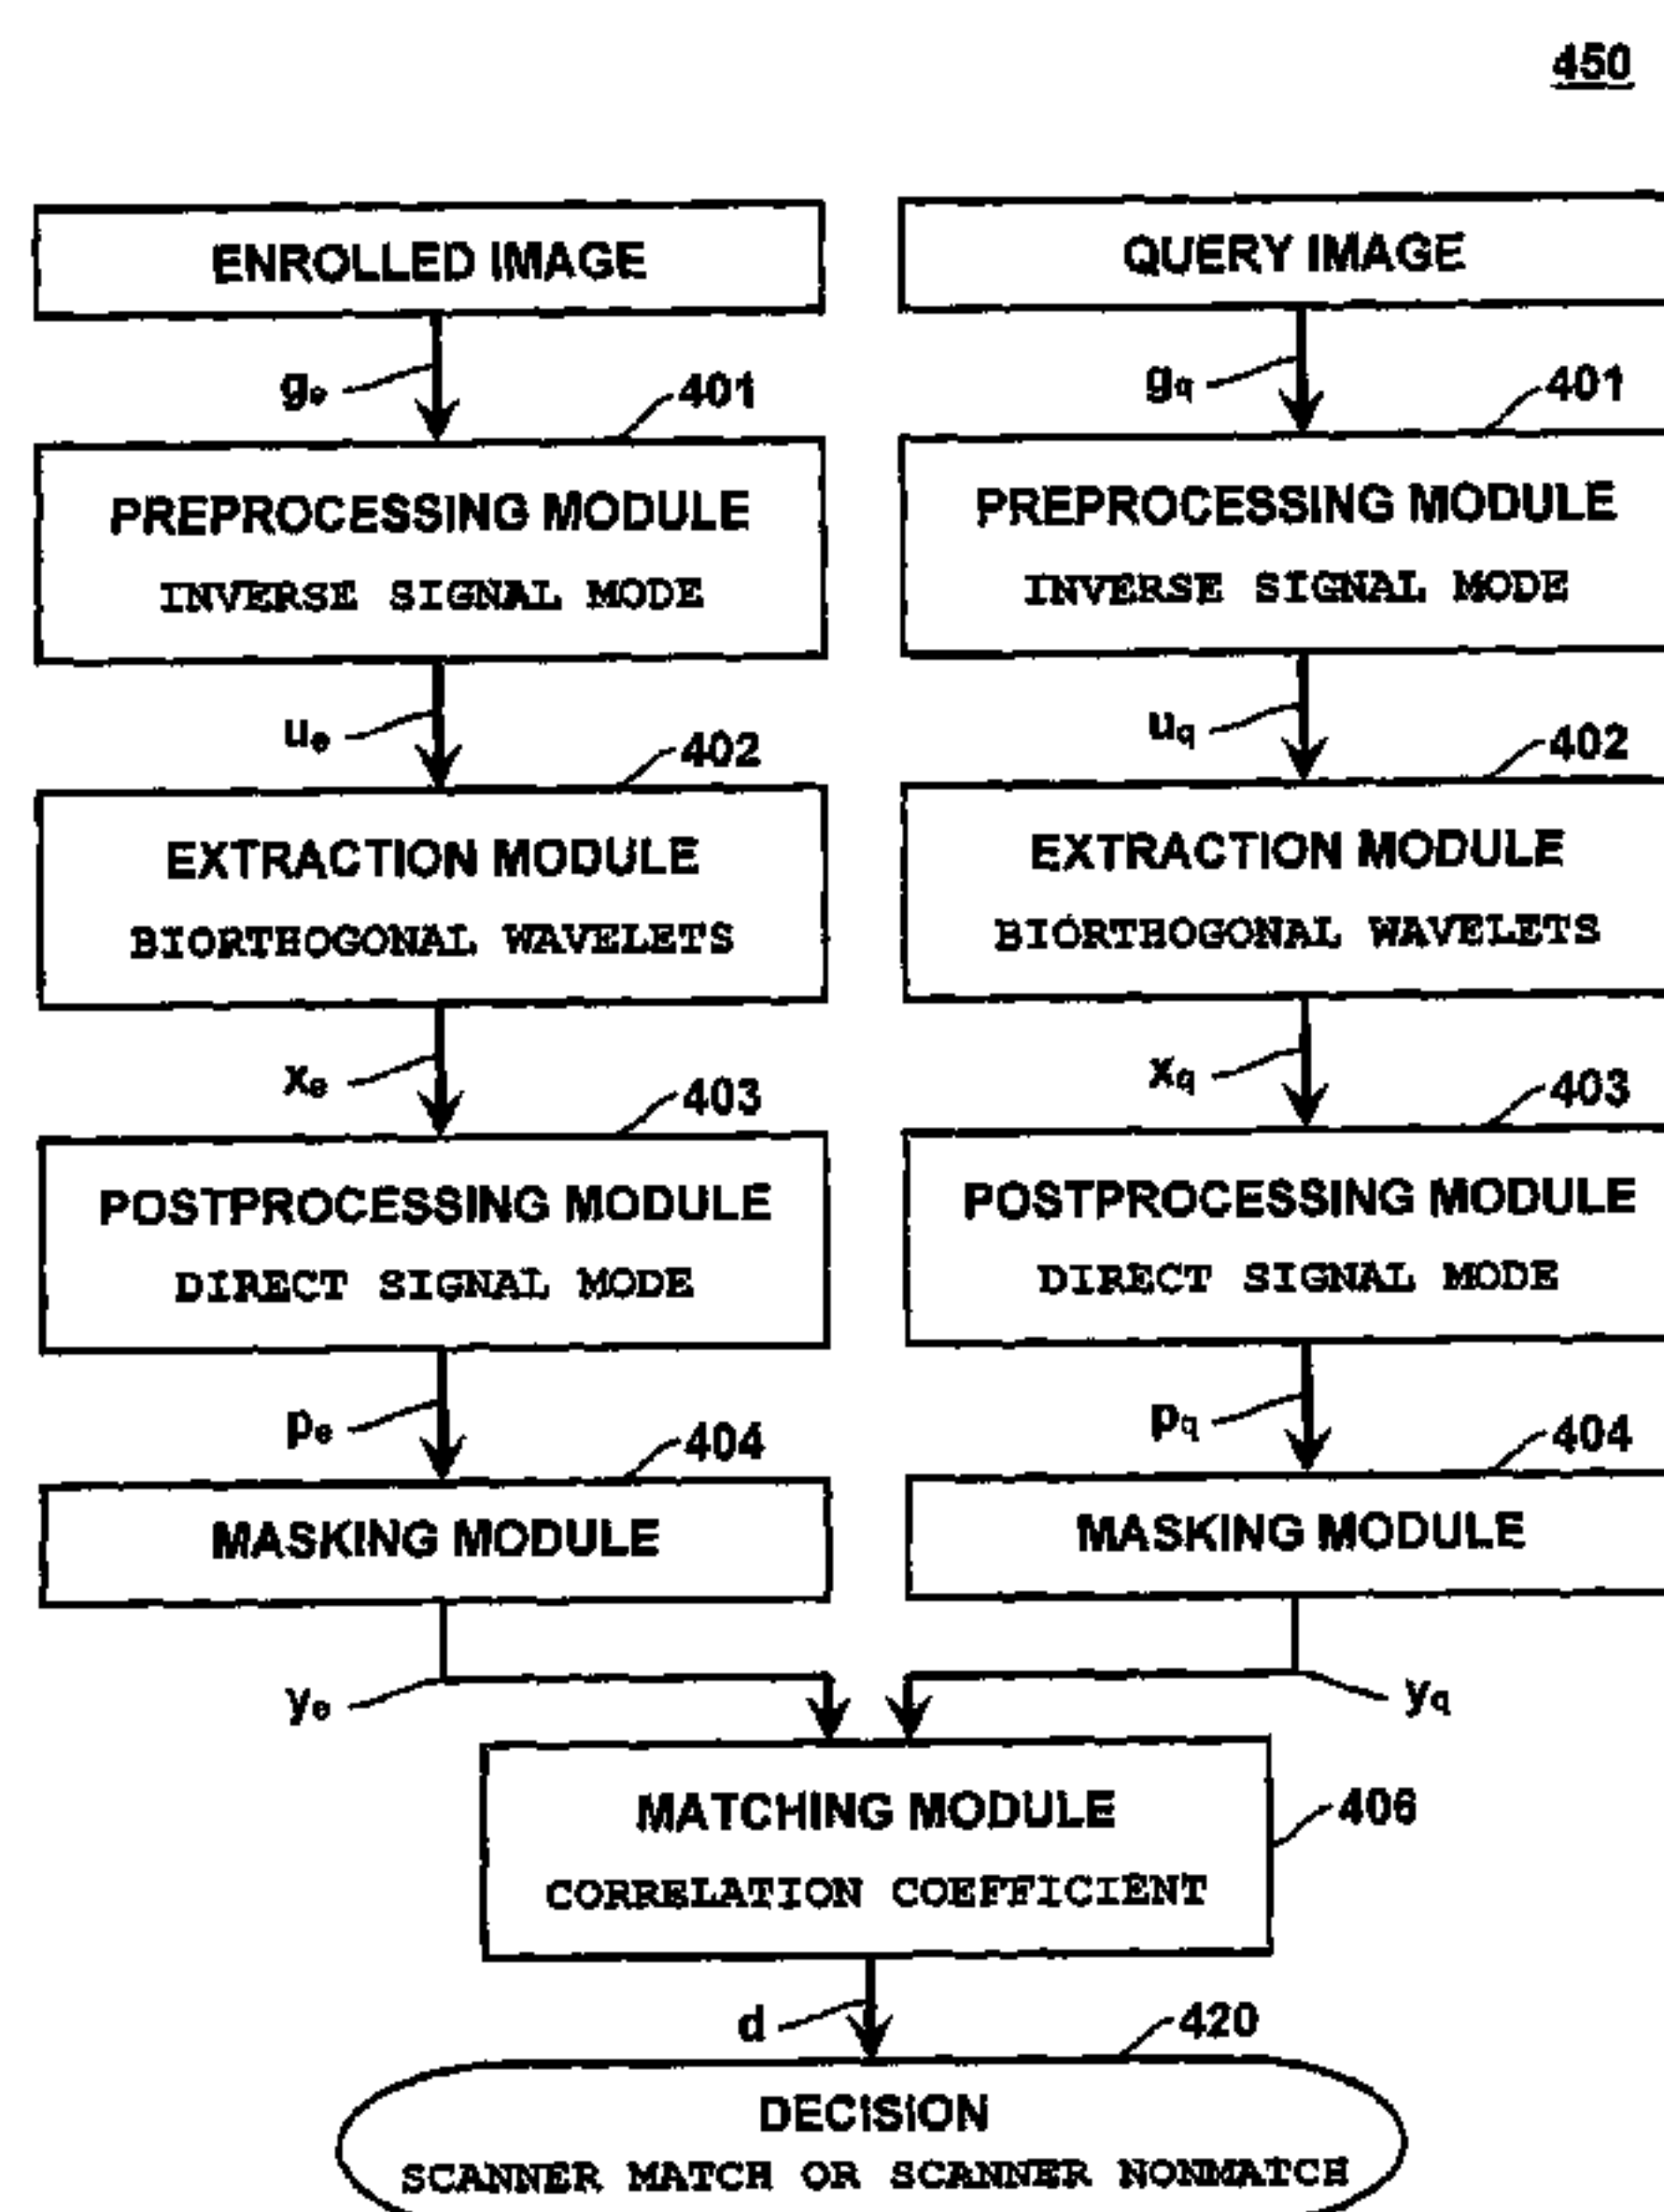 450
ENROLLED IMAGE
QUERY IMAGE
ge
gq
401
401
PREPROCESSING MODULE
INVERSE SIGNAL MODE
PREPROCESSING MODULE
INVERSE SIGNAL MODE
ue
uq
402
402
EXTRACTION MODULE
BIORTHOGONAL WAVELETS
EXTRACTION MODULE
BIORTHOGONAL WAVELETS
xe
xq
403
403
POSTPROCESSING MODULE
DIRECT SIGNAL MODE
POSTPROCESSING MODULE
DIRECT SIGNAL MODE
pe
pq
404
404
MASKING MODULE
MASKING MODULE
ye
yq
MATCHING MODULE
CORRELATION COEFFICIENT
406
d
420
DECISION
SCANNER MATCH OR SCANNER NONMATCH